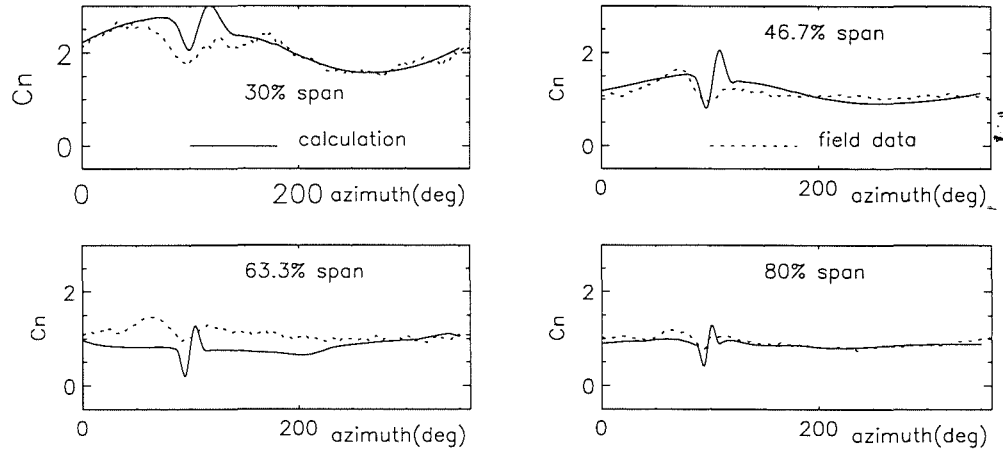 2
Cn
0
30% span
calculation
0
200
azimuth(deg)
2
Cn
0
46.7% span
field data
0
200
azimuth(deg)
2
Cn
0
63.3% span
200
azimuth(deg)
2
Cn
0
80% span
0
200
azimuth(deg)